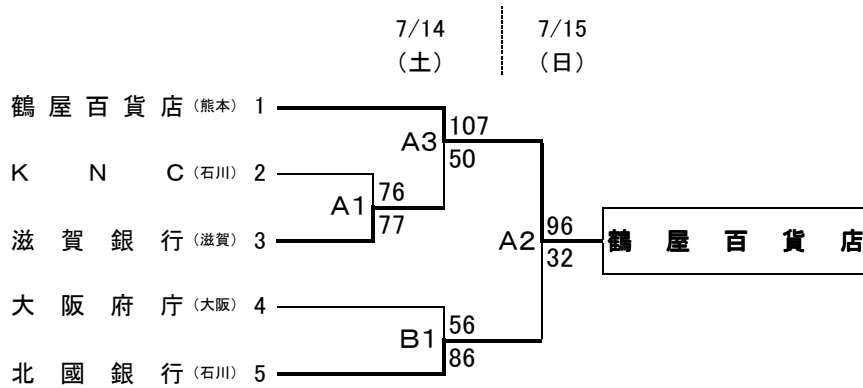 7/14 7/15
（土） （日）
鶴屋百貨店（熊本） 1
107
A3
50
K N C（石川） 2
76
A1
77
滋賀銀行（滋賀） 3
96
A2 鶴屋百貨店
32
大阪府庁（大阪） 4
56
B1
86
北國銀行（石川） 5